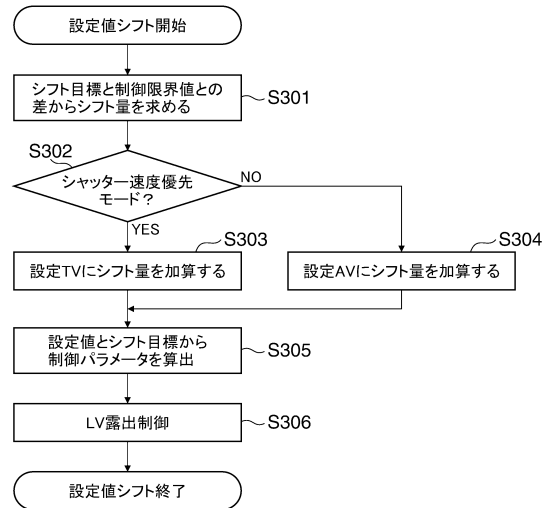 設定値シフト開始
シフト目標と制御限界値との
差からシフト量を求める
S301
S302
シャッター速度優先
モード?
NO
YES
S303
設定TVにシフト量を加算する
S304
設定AVにシフト量を加算する
設定値とシフト目標から
制御パラメータを算出
S305
LV露出制御
S306
設定値シフト終了